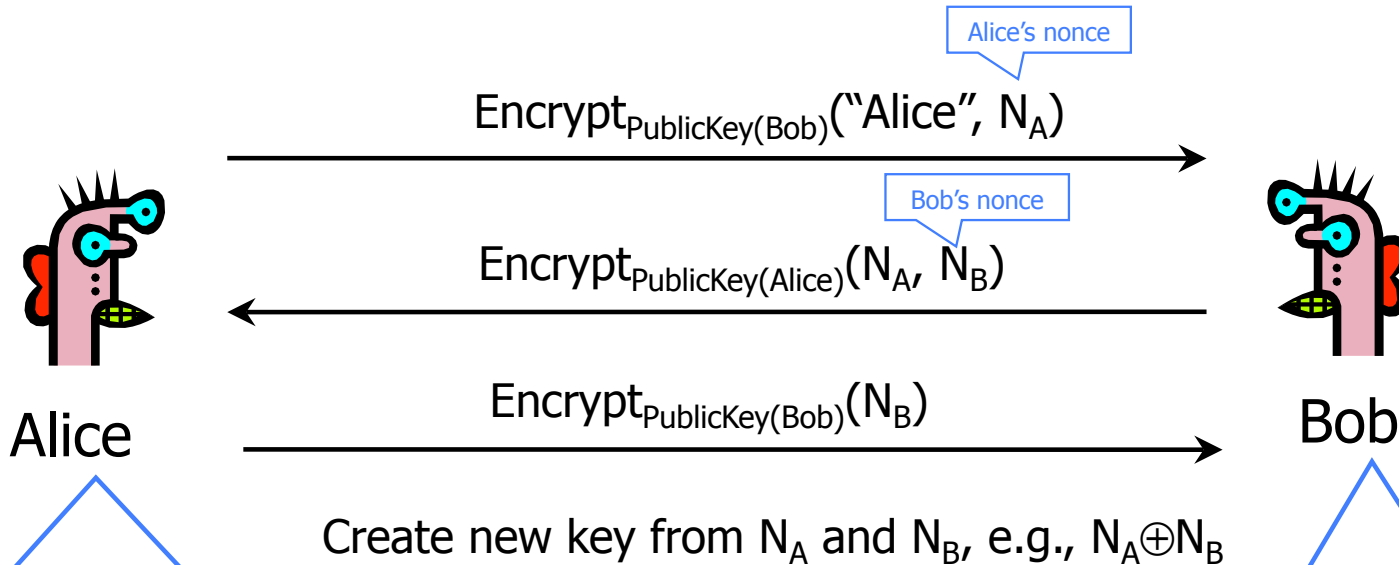 Alice’s nonce
Encrypt_PublicKey(Bob)(“Alice”, N_A)
Bob’s nonce
Encrypt_PublicKey(Alice)(N_A, N_B)
Encrypt_PublicKey(Bob)(N_B)
Alice
Bob
Create new key from N_A and N_B, e.g., N_A⊕N_B